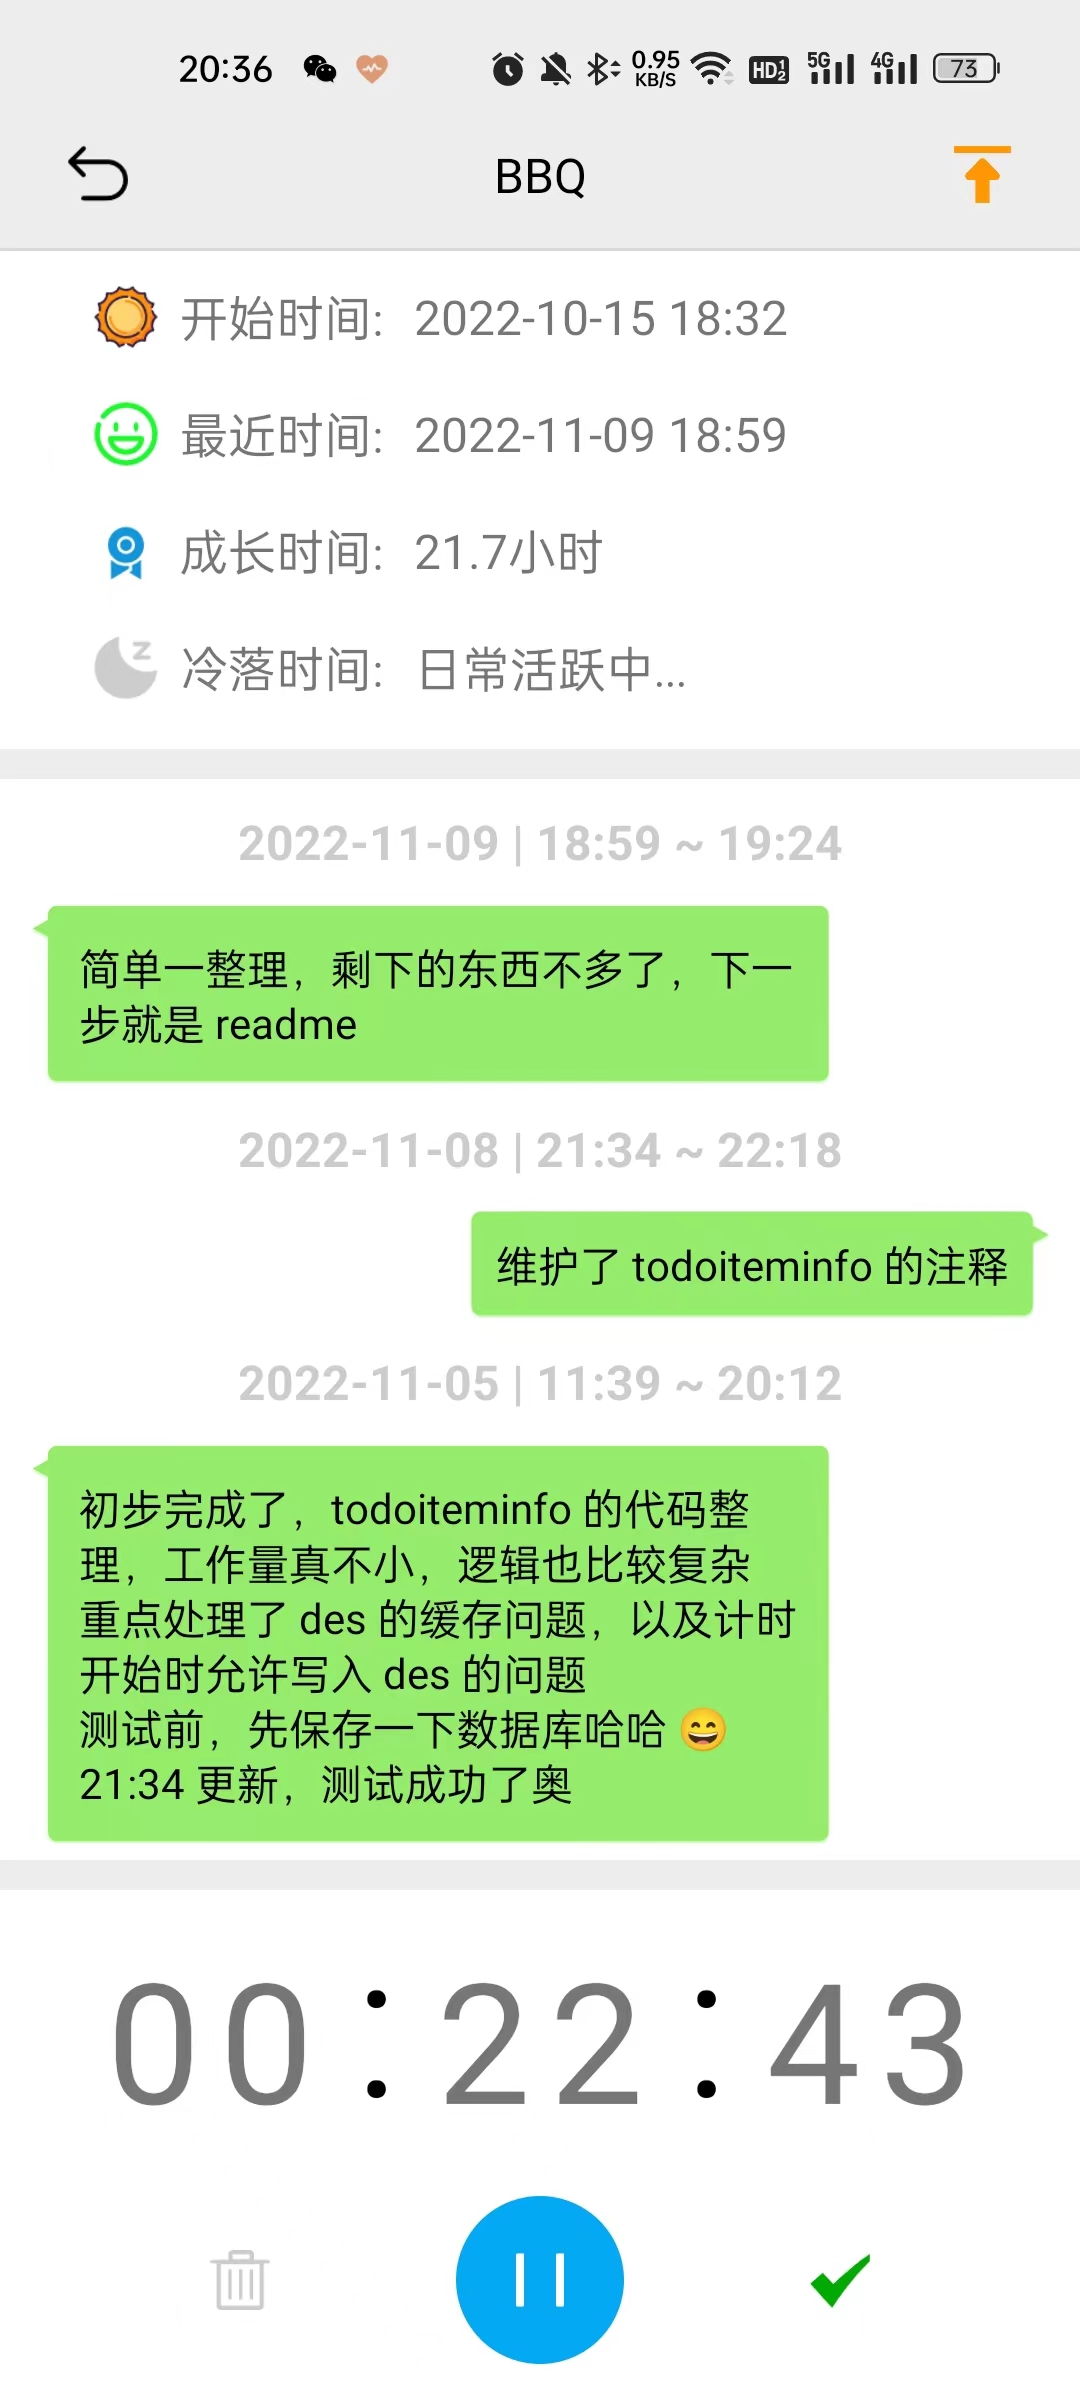 20:36 0.95 KB/S HD 1 2 5G 4G 73
BBQ
开始时间: 2022-10-15 18:32
最近时间: 2022-11-09 18:59
成长时间: 21.7小时
冷落时间: 日常活跃中...
2022-11-09 | 18:59 ~ 19:24
简单一整理，剩下的东西不多了，下一
步就是 readme
2022-11-08 | 21:34 ~ 22:18
维护了 todoiteminfo 的注释
2022-11-05 | 11:39 ~ 20:12
初步完成了，todoiteminfo 的代码整
理，工作量真不小，逻辑也比较复杂
重点处理了 des 的缓存问题，以及计时
开始时允许写入 des 的问题
测试前，先保存一下数据库哈哈 😄
21:34 更新，测试成功了奥
00:22:43